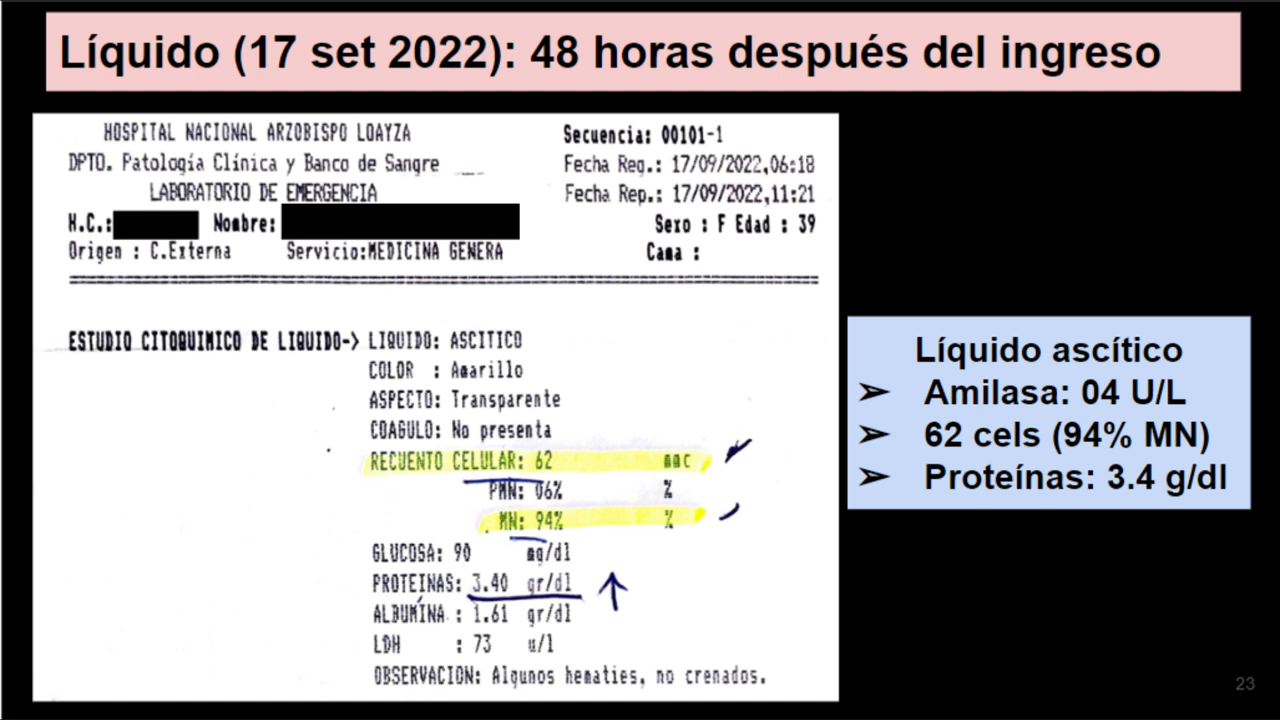 Líquido (17 set 2022): 48 horas después del ingreso
HOSPITAL NACIONAL ARZOBISPO LOAYZA
DPTO. Patología Clínica y Banco de Sangre
LABORATORIO DE EMERGENCIA
Secuencia: 00101-1
Fecha Reg.: 17/09/2022,06:18
Fecha Rep.: 17/09/2022,11:21
H.C.: Nombre: Sexo : F Edad : 39
Origen : C.Externa Servicio:MEDICINA GENERA Cama :
ESTUDIO CITOQUIMICO DE LIQUIDO-> LIQUIDO: ASCITICO
COLOR : Amarillo
ASPECTO: Transparente
COAGULO: No presenta
RECUENTO CELULAR: 62 mmc
PMN: 06% %
MN: 94% %
GLUCOSA: 90 mg/dl
PROTEINAS: 3.40 gr/dl
ALBUMINA : 1.61 gr/dl
LDH : 73 u/l
OBSERVACION: Algunos hematies, no crenados.
Líquido ascítico
➢ Amilasa: 04 U/L
➢ 62 cels (94% MN)
➢ Proteínas: 3.4 g/dl
23